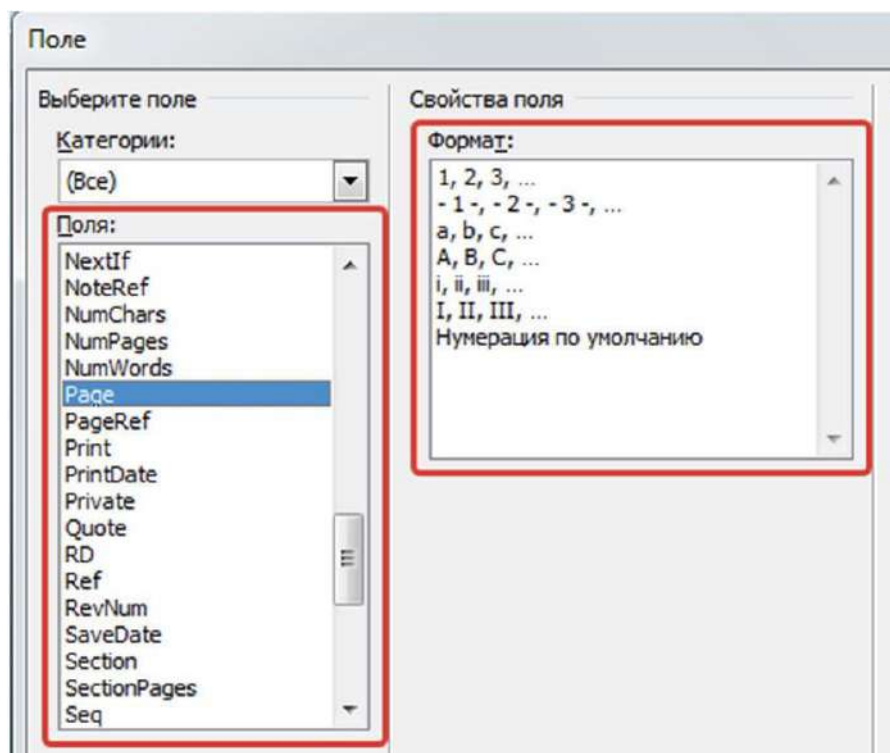 Поле
Выберите поле
Категории:
(Все)
Поля:
NextIf
NoteRef
NumChars
NumPages
NumWords
Page
PageRef
Print
PrintDate
Private
Quote
RD
Ref
RevNum
SaveDate
Section
SectionPages
Seq
Свойства поля
Формат:
1, 2, 3, ...
- 1 -, - 2 -, - 3 -, ...
a, b, c, ...
A, B, C, ...
i, ii, iii, ...
I, II, III, ...
Нумерация по умолчанию